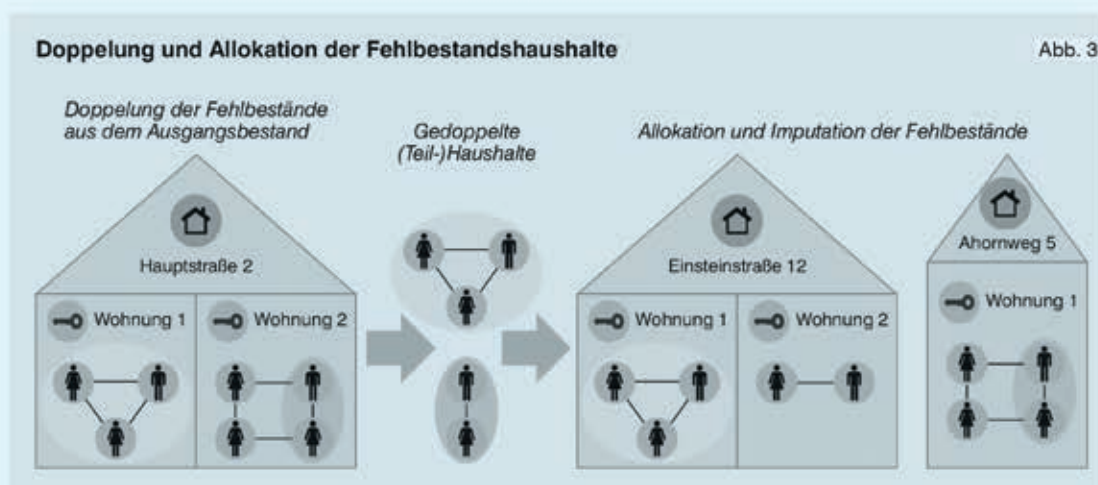 Doppelung und Allokation der Fehlbestandshaushalte
Abb. 3
Doppelung der Fehlbestände
aus dem Ausgangsbestand
Gedoppelte
(Teil-)Haushalte
Allokation und Imputation der Fehlbestände
Hauptstraße 2
Wohnung 1
Wohnung 2
Einsteinstraße 12
Wohnung 1
Wohnung 2
Ahornweg 5
Wohnung 1